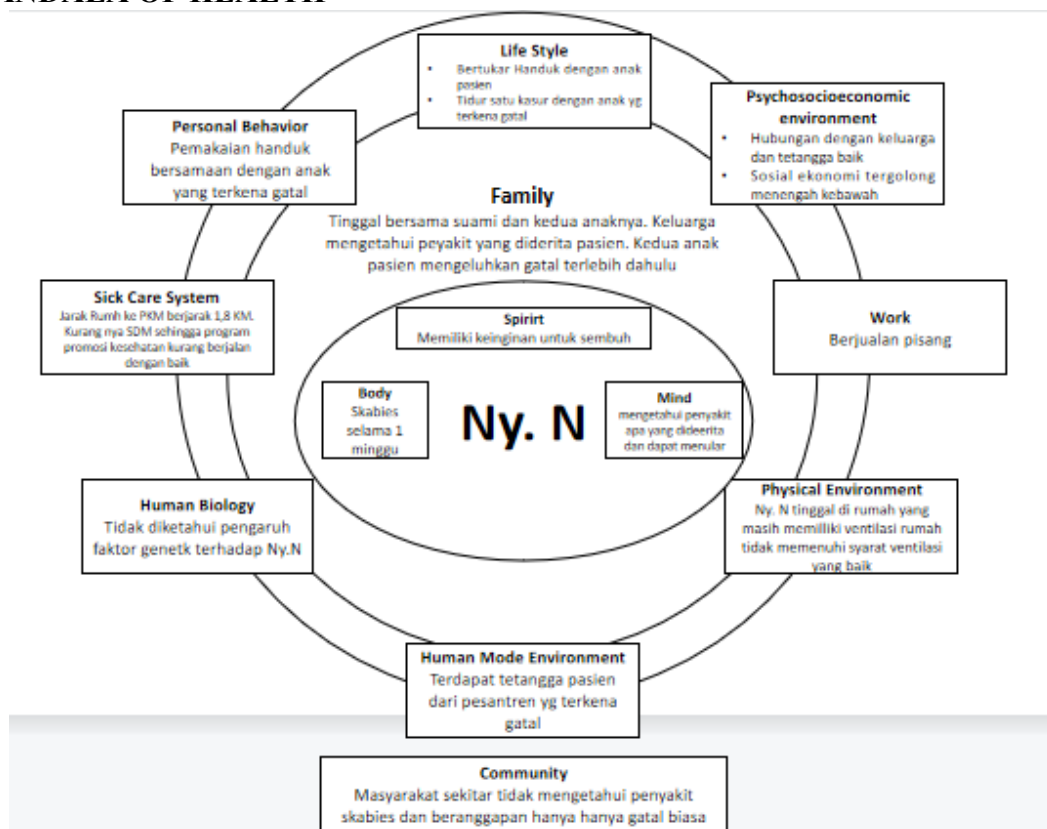 Life Style
• Bertukar Handuk dengan anak
pasien
• Tidur satu kasur dengan anak yg
terkena gatal
Psychosocioeconomic
environment
• Hubungan dengan keluarga
dan tetangga baik
• Sosial ekonomi tergolong
menengah kebawah
Personal Behavior
Pemakaian handuk
bersamaan dengan anak
yang terkena gatal
Family
Tinggal bersama suami dan kedua anaknya. Keluarga
mengetahui peyakit yang diderita pasien. Kedua anak
pasien mengeluhkan gatal terlebih dahulu
Sick Care System
Jarak Rumh ke PKM berjarak 1,8 KM.
Kurang nya SDM sehingga program
promosi kesehatan kurang berjalan
dengan baik
Spirirt
Memiliki keinginan untuk sembuh
Work
Berjualan pisang
Body
Skabies
selama 1
minggu
Ny. N
Mind
mengetahui penyakit
apa yang dideerita
dan dapat menular
Human Biology
Tidak diketahui pengaruh
faktor genetk terhadap Ny.N
Physical Environment
Ny. N tinggal di rumah yang
masih memilliki ventilasi rumah
tidak memenuhi syarat ventilasi
yang baik
Human Mode Environment
Terdapat tetangga pasien
dari pesantren yg terkena
gatal
Community
Masyarakat sekitar tidak mengetahui penyakit
skabies dan beranggapan hanya hanya gatal biasa